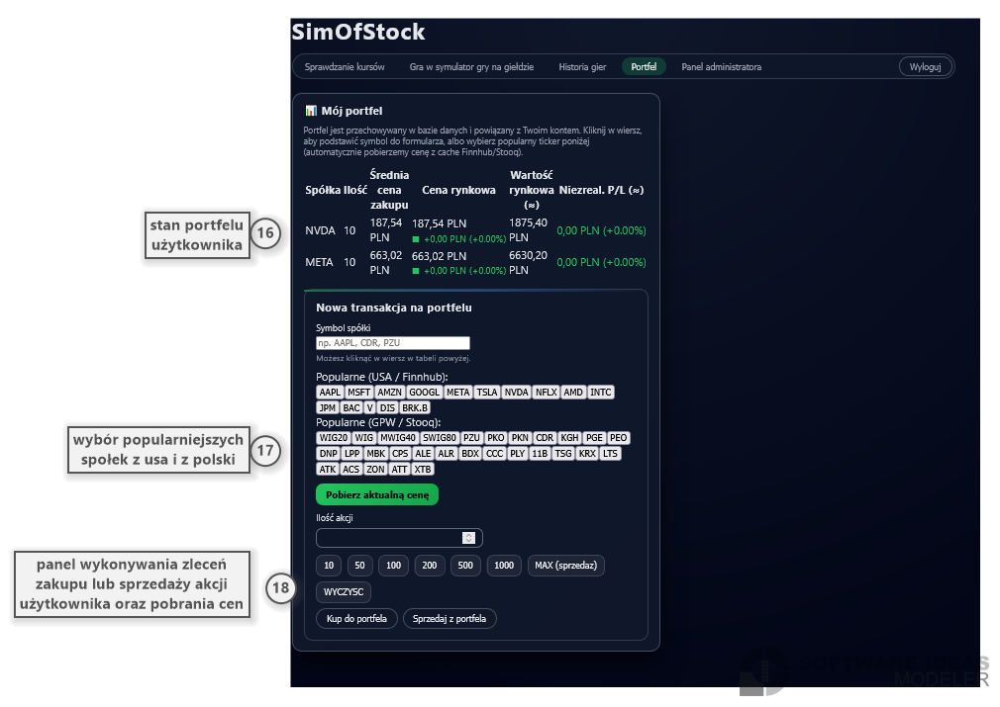 SimOfStock
Sprawdzanie kursów Gra w symulator gry na giełdzie Historia gier Portfel Panel administratora Wyloguj
Mój portfel
Portfel jest przechowywany w bazie danych i powiązany z Twoim kontem. Kliknij w wiersz,
aby podstawić symbol do formularza, albo wybierz popularny ticker poniżej
(automatycznie pobierzemy cenę z cache Finnhub/Stooq).
Spółka Ilość Średnia cena zakupu Cena rynkowa Wartość rynkowa (≈) Niezreal. P/L (≈)
NVDA 10 187,54 PLN 187,54 PLN +0,00 PLN (+0.00%) 1875,40 PLN 0,00 PLN (+0.00%)
META 10 663,02 PLN 663,02 PLN +0,00 PLN (+0.00%) 6630,20 PLN 0,00 PLN (+0.00%)
stan portfelu
użytkownika
16
Nowa transakcja na portfelu
Symbol spółki
np. AAPL, CDR, PZU
Możesz kliknąć w wiersz w tabeli powyżej.
Popularne (USA / Finnhub):
AAPL MSFT AMZN GOOGL META TSLA NVDA NFLX AMD INTC
JPM BAC V DIS BRK.B
Popularne (GPW / Stooq):
WIG20 WIG MWIG40 SWIG80 PZU PKO PKN CDR KGH PGE PEO
DNP LPP MBK CPS ALE ALR BDX CCC PLY 11B TSG KRX LTS
ATK ACS ZON ATT XTB
wybór popularniejszych
społek z usa i z polski
17
Pobierz aktualną cenę
Ilość akcji
10 50 100 200 500 1000 MAX (sprzedaz)
WYCZYSC
Kup do portfela Sprzedaj z portfela
panel wykonywania zleceń
zakupu lub sprzedaży akcji
użytkownika oraz pobrania cen
18
SOFTWARE IDEAS
MODELER